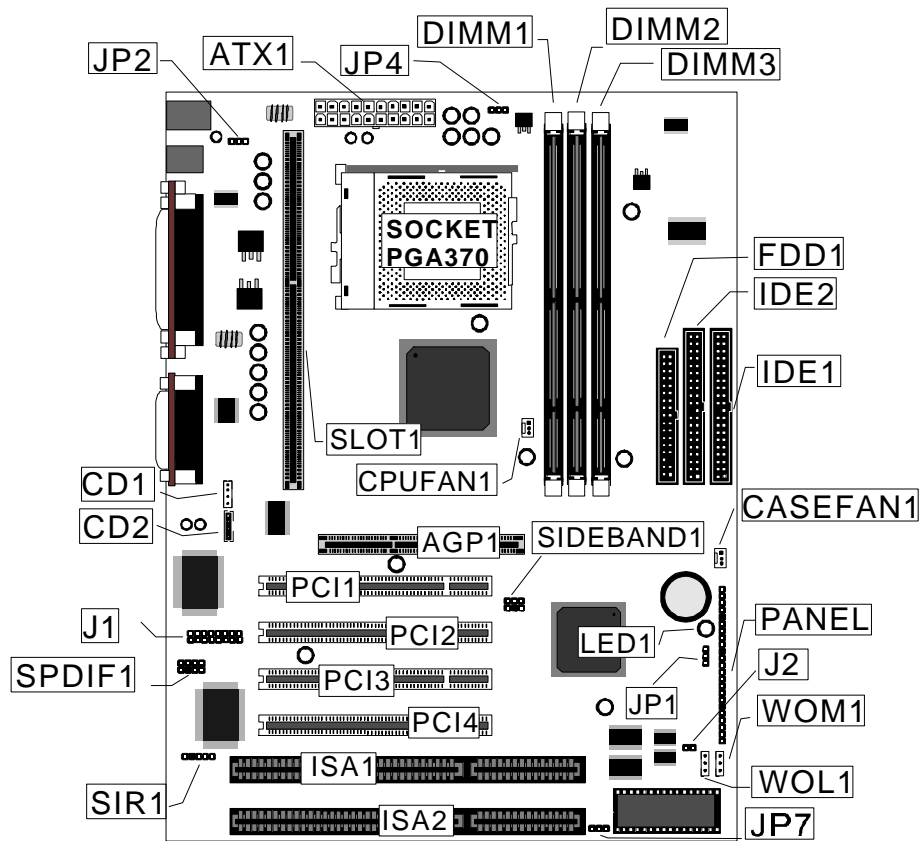 DIMM1
DIMM2
DIMM3
ATX1
JP2
JP4
SOCKET
PGA370
FDD1
IDE2
IDE1
SLOT1
CPUFAN1
CD1
CD2
CASEFAN1
SIDEBAND1
AGP1
PCI1
J1
PCI2
LED1
PANEL
SPDIF1
PCI3
JP1
J2
PCI4
WOM1
ISA1
WOL1
SIR1
ISA2
JP7